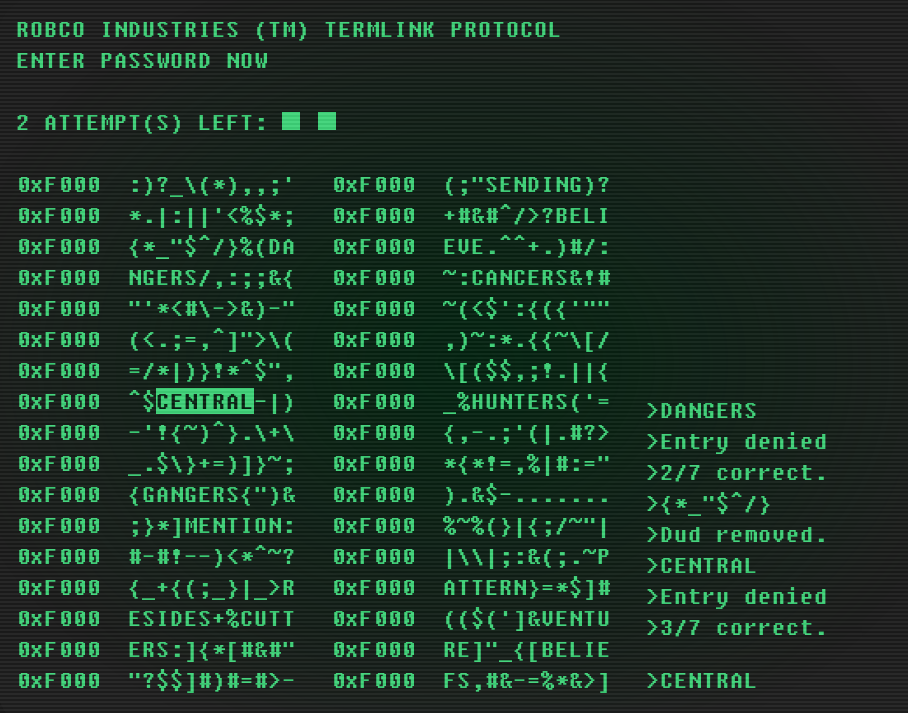 ROBCO INDUSTRIES (TM) TERMLINK PROTOCOL
ENTER PASSWORD NOW
2 ATTEMPT(S) LEFT:
0xF000 :)?_\(*),,;' 0xF000 (;"SENDING)?
0xF000 *.|:||'<%$*; 0xF000 +#&#^/>?BELI
0xF000 {*_"$^/}%(DA 0xF000 EVE.^^+.)#/:
0xF000 NGERS/,:;;&{ 0xF000 ~:CANCERS&!#
0xF000 "'*<#\->&)-" 0xF000 ~(<$':{({'""
0xF000 (<.;=,^]">\( 0xF000 ,)~:*.{{~\[/
0xF000 =/*|)}!*^$", 0xF000 \[($$,;!.||{
0xF000 ^$CENTRAL-|) 0xF000 _%HUNTERS('=
0xF000 -'!{~)^}.\+\ 0xF000 {,-.;'(|.#?>
0xF000 _.$\}+=)]}~; 0xF000 *{*!=,%|#:="
0xF000 {GANGERS{")& 0xF000 ).&$-.......
0xF000 ;}*]MENTION: 0xF000 %~%(}|{;/~"|
0xF000 #-#!--)<*^~? 0xF000 |\\|;:&(;.~P
0xF000 {_+{(;_}|_>R 0xF000 ATTERN}=*$]#
0xF000 ESIDES+%CUTT 0xF000 (($(']&VENTU
0xF000 ERS:]{*[#&#" 0xF000 RE]"_{[BELIE
0xF000 "?$$]#)#=#>- 0xF000 FS,#&-=%*&>]
>DANGERS
>Entry denied
>2/7 correct.
>{*_"$^/}
>Dud removed.
>CENTRAL
>Entry denied
>3/7 correct.
>CENTRAL